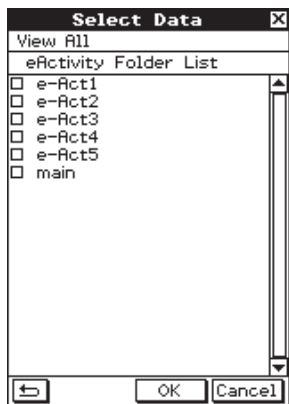 Select Data
View All
eActivity Folder List
e-Act1
e-Act2
e-Act3
e-Act4
e-Act5
main
OK Cancel